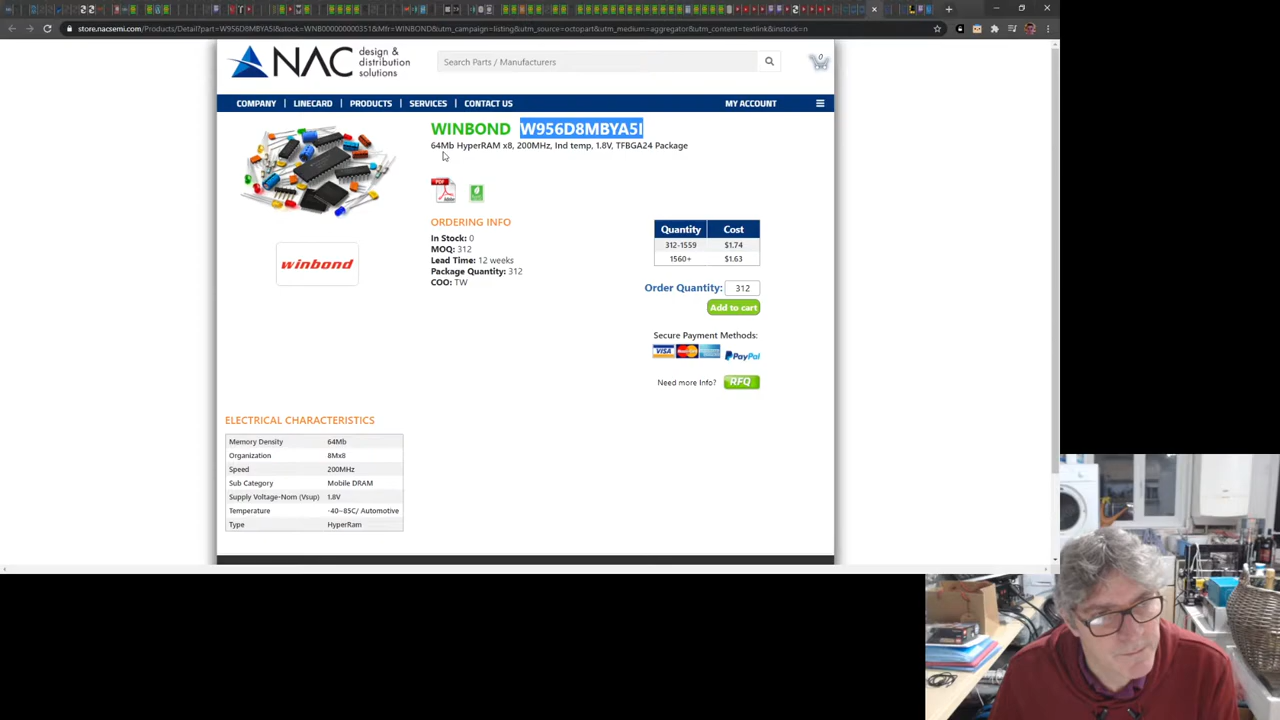 store.nacsemi.com/Products/Detail?part=W956D8MBYA5I&stock=WNB000000000351&Mfr=WINBOND&utm_campaign=listing&utm_source=octopart&utm_medium=aggregator&utm_content=textlink&instock=n
NAC design & distribution solutions
Search Parts / Manufacturers
0
COMPANY | LINECARD | PRODUCTS | SERVICES | CONTACT US
MY ACCOUNT
WINBOND W956D8MBYA5I
64Mb HyperRAM x8, 200MHz, Ind temp, 1.8V, TFBGA24 Package
PDF
ORDERING INFO
In Stock: 0
MOQ: 312
Lead Time: 12 weeks
Package Quantity: 312
COO: TW
Quantity Cost
312-1559 $1.74
1560+ $1.63
Order Quantity: 312
Add to cart
Secure Payment Methods:
VISA PayPal
Need more Info? RFQ
winbond
ELECTRICAL CHARACTERISTICS
Memory Density 64Mb
Organization 8Mx8
Speed 200MHz
Sub Category Mobile DRAM
Supply Voltage-Nom (Vsup) 1.8V
Temperature -40~85C/ Automotive
Type HyperRam